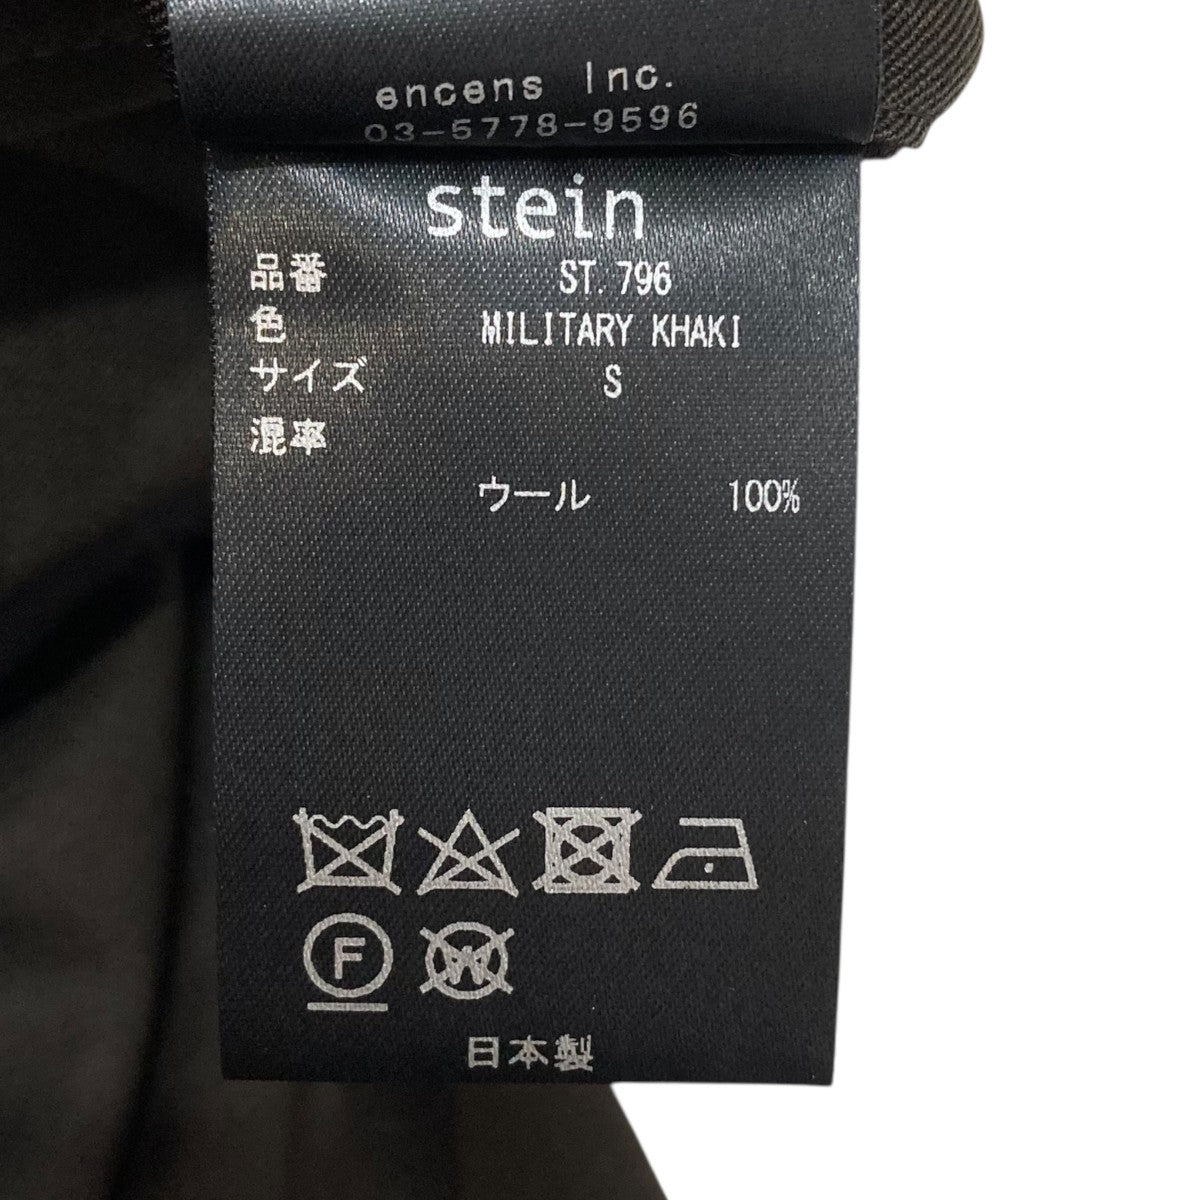 encens Inc.
03-5778-9596
stein
品番 ST.796
色 MILITARY KHAKI
サイズ S
混率
ウール 100%
F
W
日本製